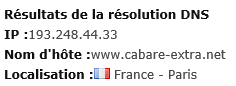 Résultats de la résolution DNS
IP :193.248.44.33
Nom d'hôte :www.cabare-extra.net
Localisation : France - Paris